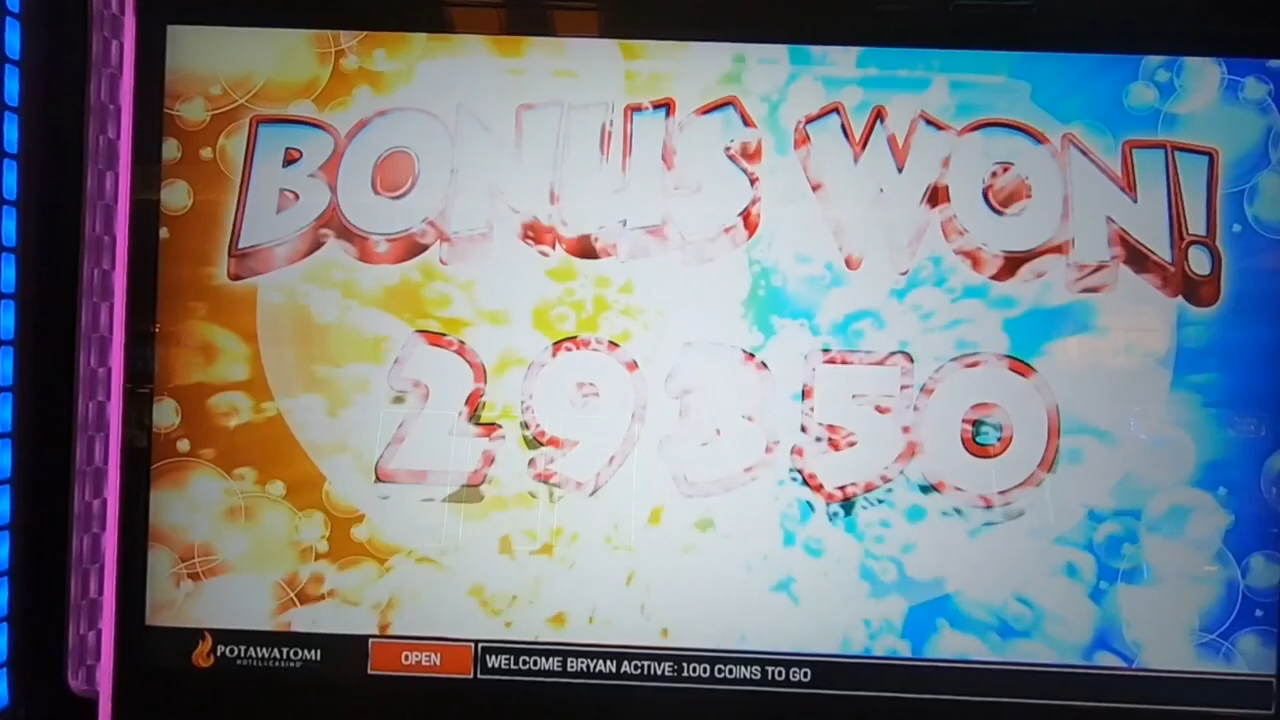 BONUS WON!
29350
POTAWATOMI
HOTEL & CASINO
OPEN
WELCOME BRYAN ACTIVE: 100 COINS TO GO